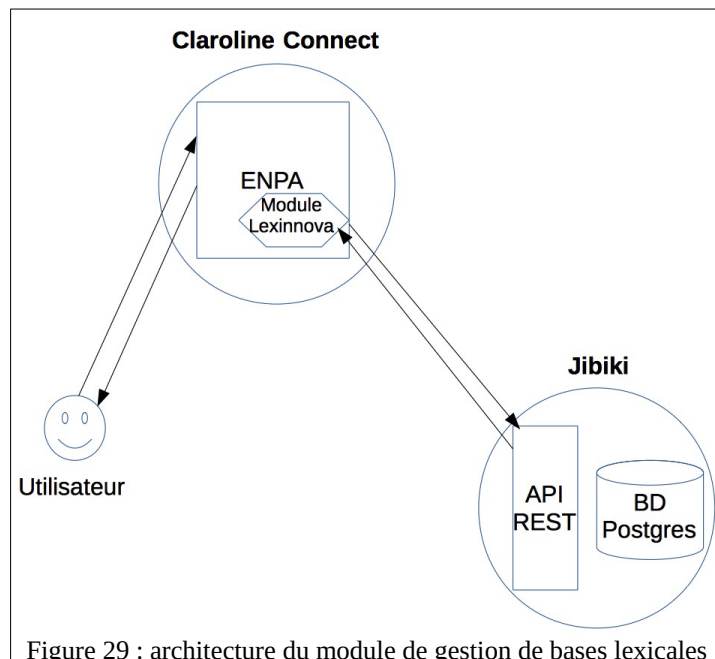 Claroline Connect
ENPA
Module
Lexinnova
Jibiki
Utilisateur
API
REST
BD
Postgres
Figure 29 : architecture du module de gestion de bases lexicales